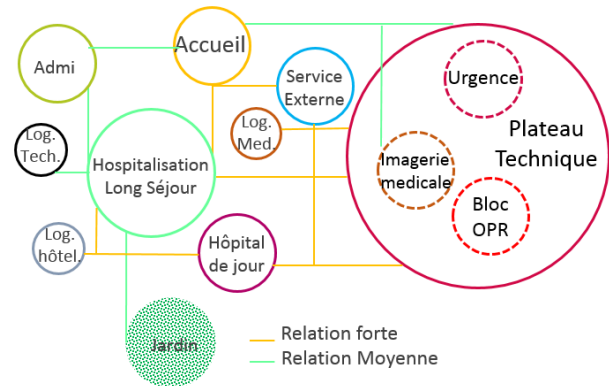 Accueil
Admi
Service
Externe
Urgence
Log.
Tech.
Log.
Med.
Plateau
Technique
Hospitalisation
Long Séjour
Imagerie
medicale
Bloc
OPR
Log.
hôtel.
Hôpital
de jour
Jardin
Relation forte
Relation Moyenne